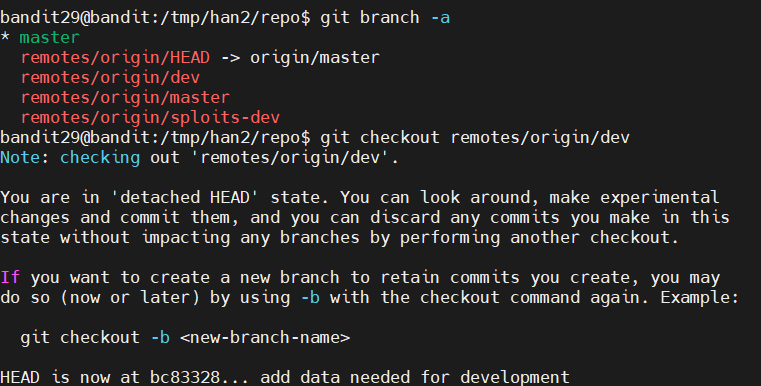 bandit29@bandit:/tmp/han2/repo$ git branch -a
* master
  remotes/origin/HEAD -> origin/master
  remotes/origin/dev
  remotes/origin/master
  remotes/origin/sploits-dev
bandit29@bandit:/tmp/han2/repo$ git checkout remotes/origin/dev
Note: checking out 'remotes/origin/dev'.

You are in 'detached HEAD' state. You can look around, make experimental
changes and commit them, and you can discard any commits you make in this
state without impacting any branches by performing another checkout.

If you want to create a new branch to retain commits you create, you may
do so (now or later) by using -b with the checkout command again. Example:

  git checkout -b <new-branch-name>

HEAD is now at bc83328... add data needed for development